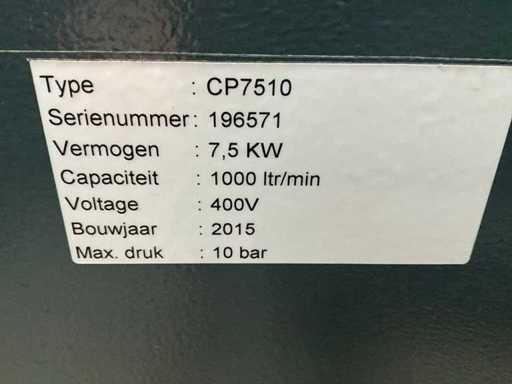 Type : CP7510
Serienummer: 196571
Vermogen : 7,5 KW
Capaciteit : 1000 ltr/min
Voltage : 400V
Bouwjaar : 2015
Max. druk : 10 bar